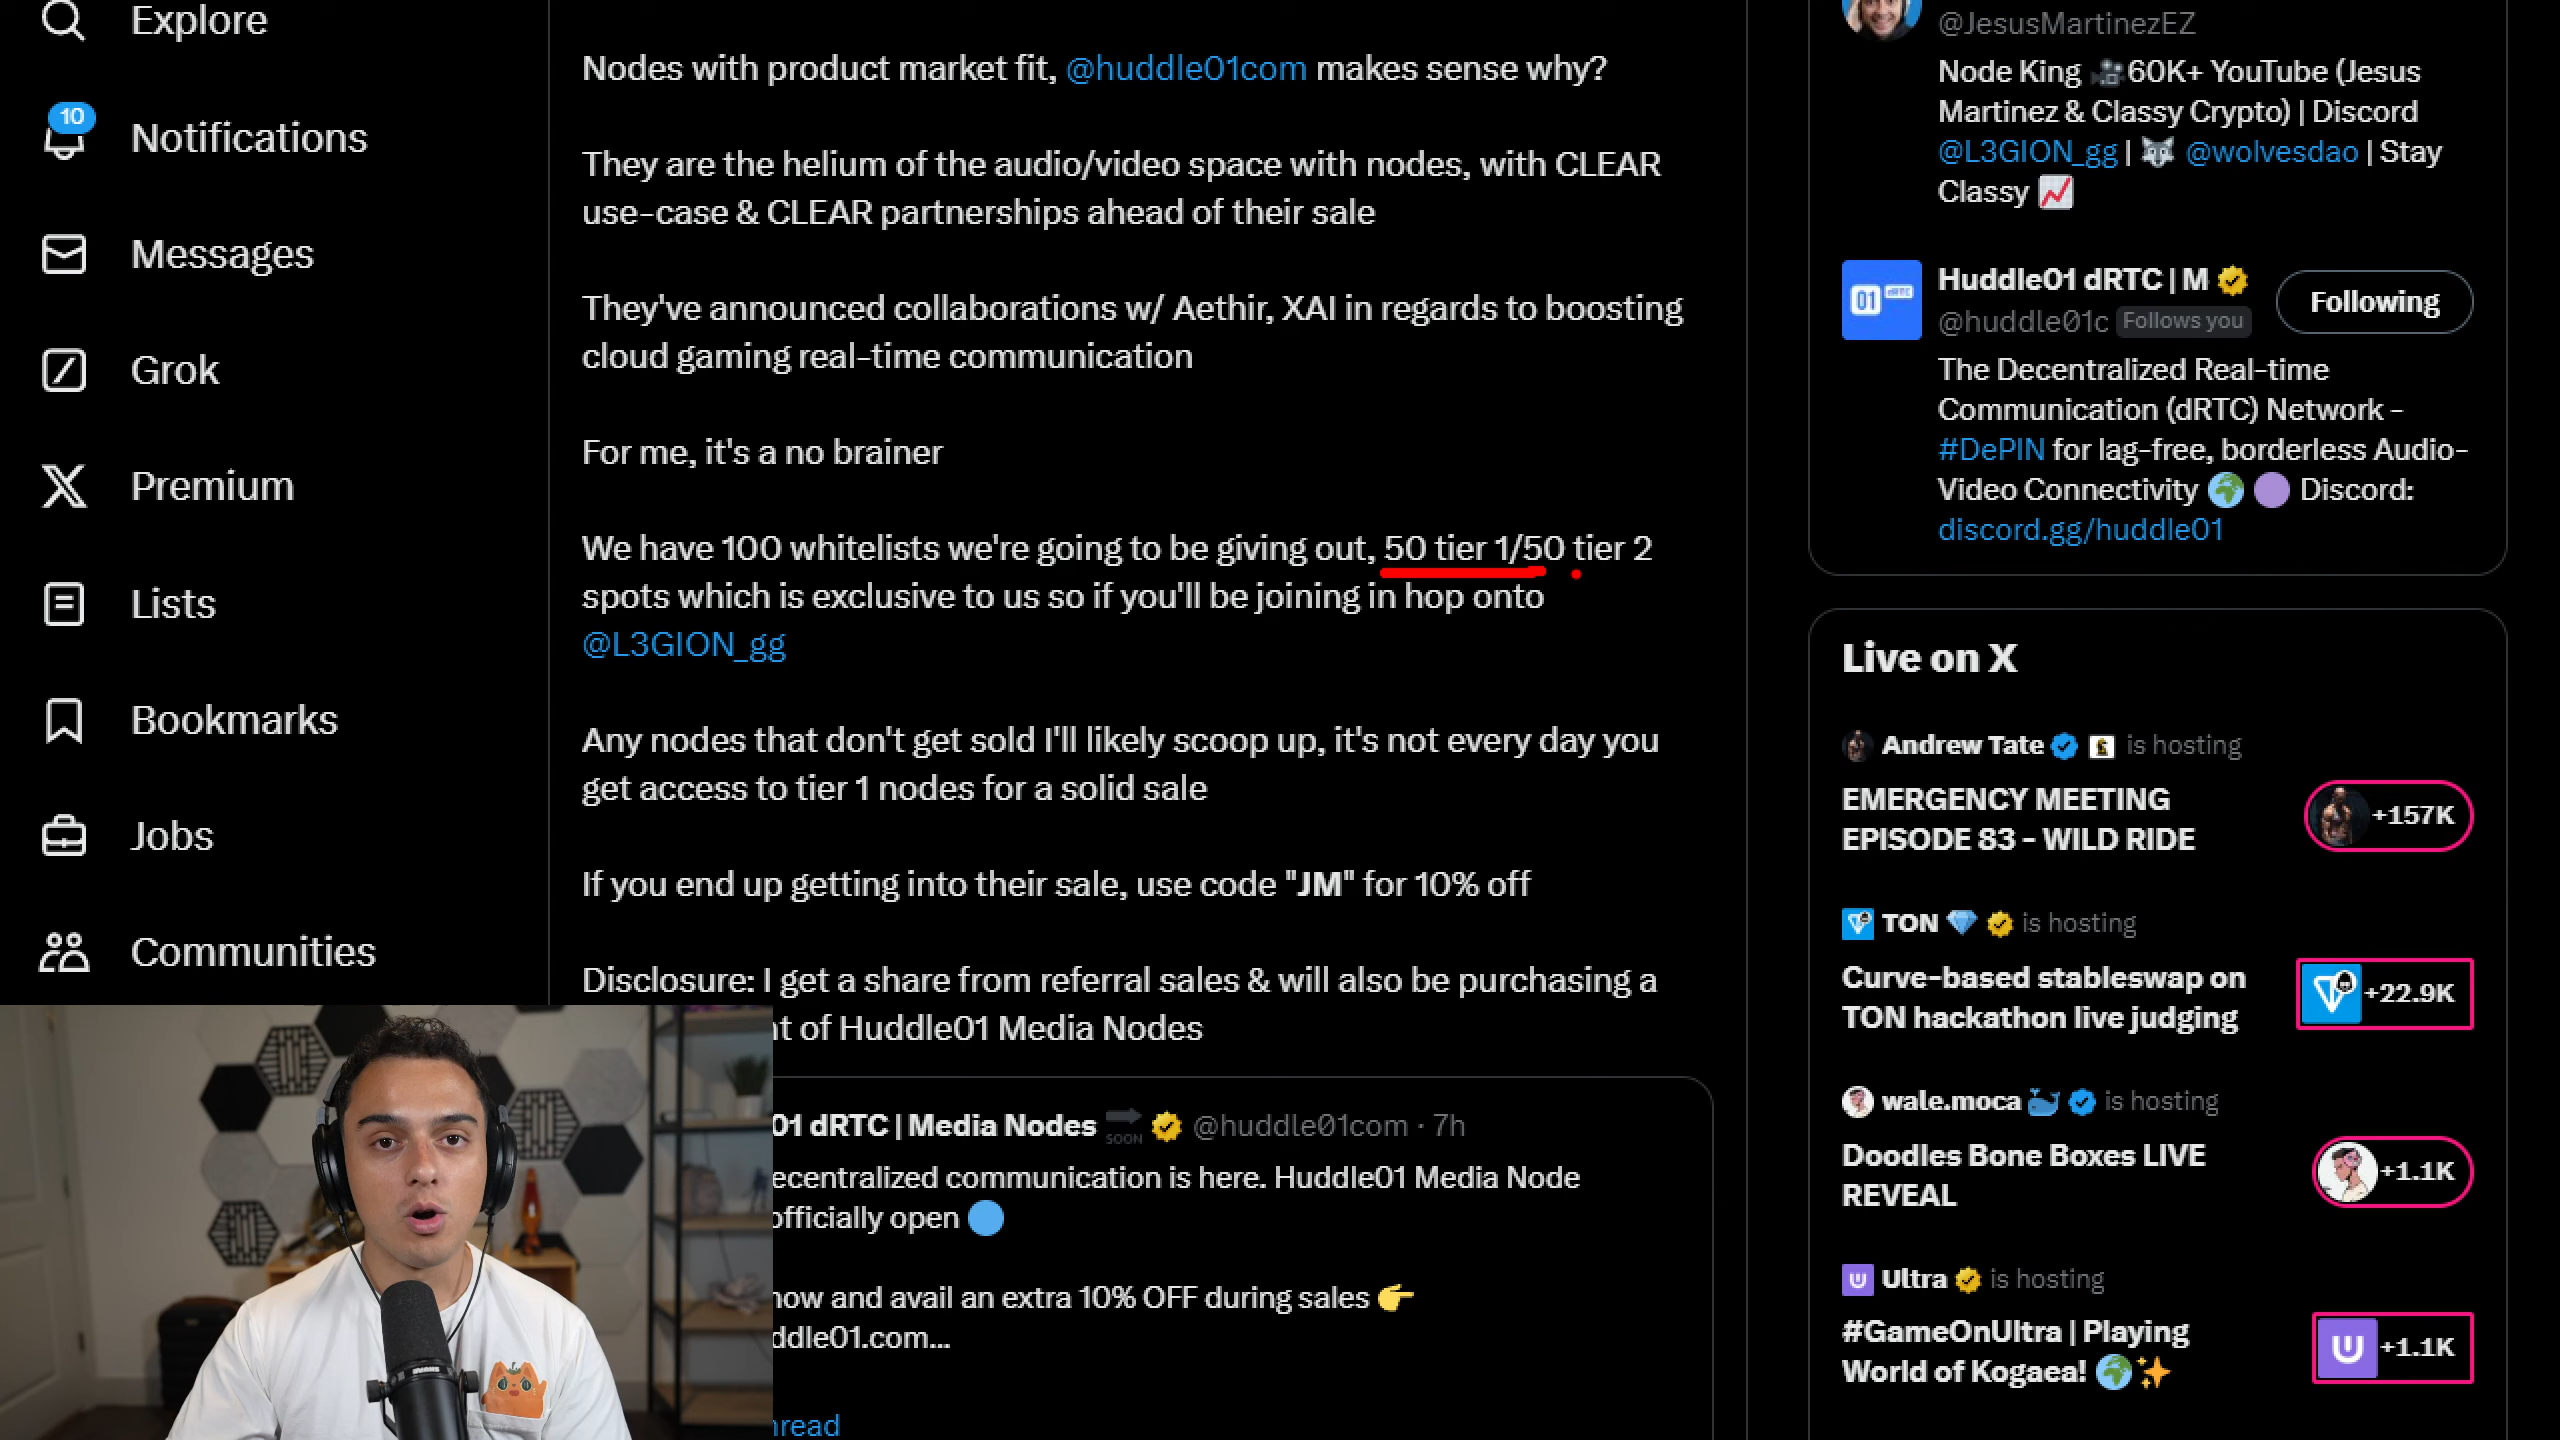 Explore
10
Notifications
Messages
Grok
Premium
Lists
Bookmarks
Jobs
Communities
Nodes with product market fit, @huddle01com makes sense why?
They are the helium of the audio/video space with nodes, with CLEAR
use-case & CLEAR partnerships ahead of their sale
They've announced collaborations w/ Aethir, XAI in regards to boosting
cloud gaming real-time communication
For me, it's a no brainer
We have 100 whitelists we're going to be giving out, 50 tier 1/50 tier 2
spots which is exclusive to us so if you'll be joining in hop onto
@L3GION_gg
Any nodes that don't get sold I'll likely scoop up, it's not every day you
get access to tier 1 nodes for a solid sale
If you end up getting into their sale, use code "JM" for 10% off
Disclosure: I get a share from referral sales & will also be purchasing a
of Huddle01 Media Nodes
01 dRTC | Media Nodes SOON @huddle01com · 7h
communication is here. Huddle01 Media Node
officially open
now and avail an extra 10% OFF during sales 👉
ddle01.com...
@JesusMartinezEZ
Node King 🎥60K+ YouTube (Jesus
Martinez & Classy Crypto) | Discord
@L3GION_gg | 🐺 @wolvesdao | Stay
Classy 📈
01 dRTC
Huddle01 dRTC | M
Following
@huddle01c Follows you
The Decentralized Real-time
Communication (dRTC) Network -
#DePIN for lag-free, borderless Audio-
Video Connectivity 🌍 🟣 Discord:
discord.gg/huddle01
Live on X
Andrew Tate is hosting
EMERGENCY MEETING
EPISODE 83 - WILD RIDE
+157K
TON 💎 is hosting
Curve-based stableswap on
TON hackathon live judging
+22.9K
wale.moca 🐳 is hosting
Doodles Bone Boxes LIVE
REVEAL
+1.1K
Ultra is hosting
#GameOnUltra | Playing
World of Kogaea! 🌍✨
+1.1K